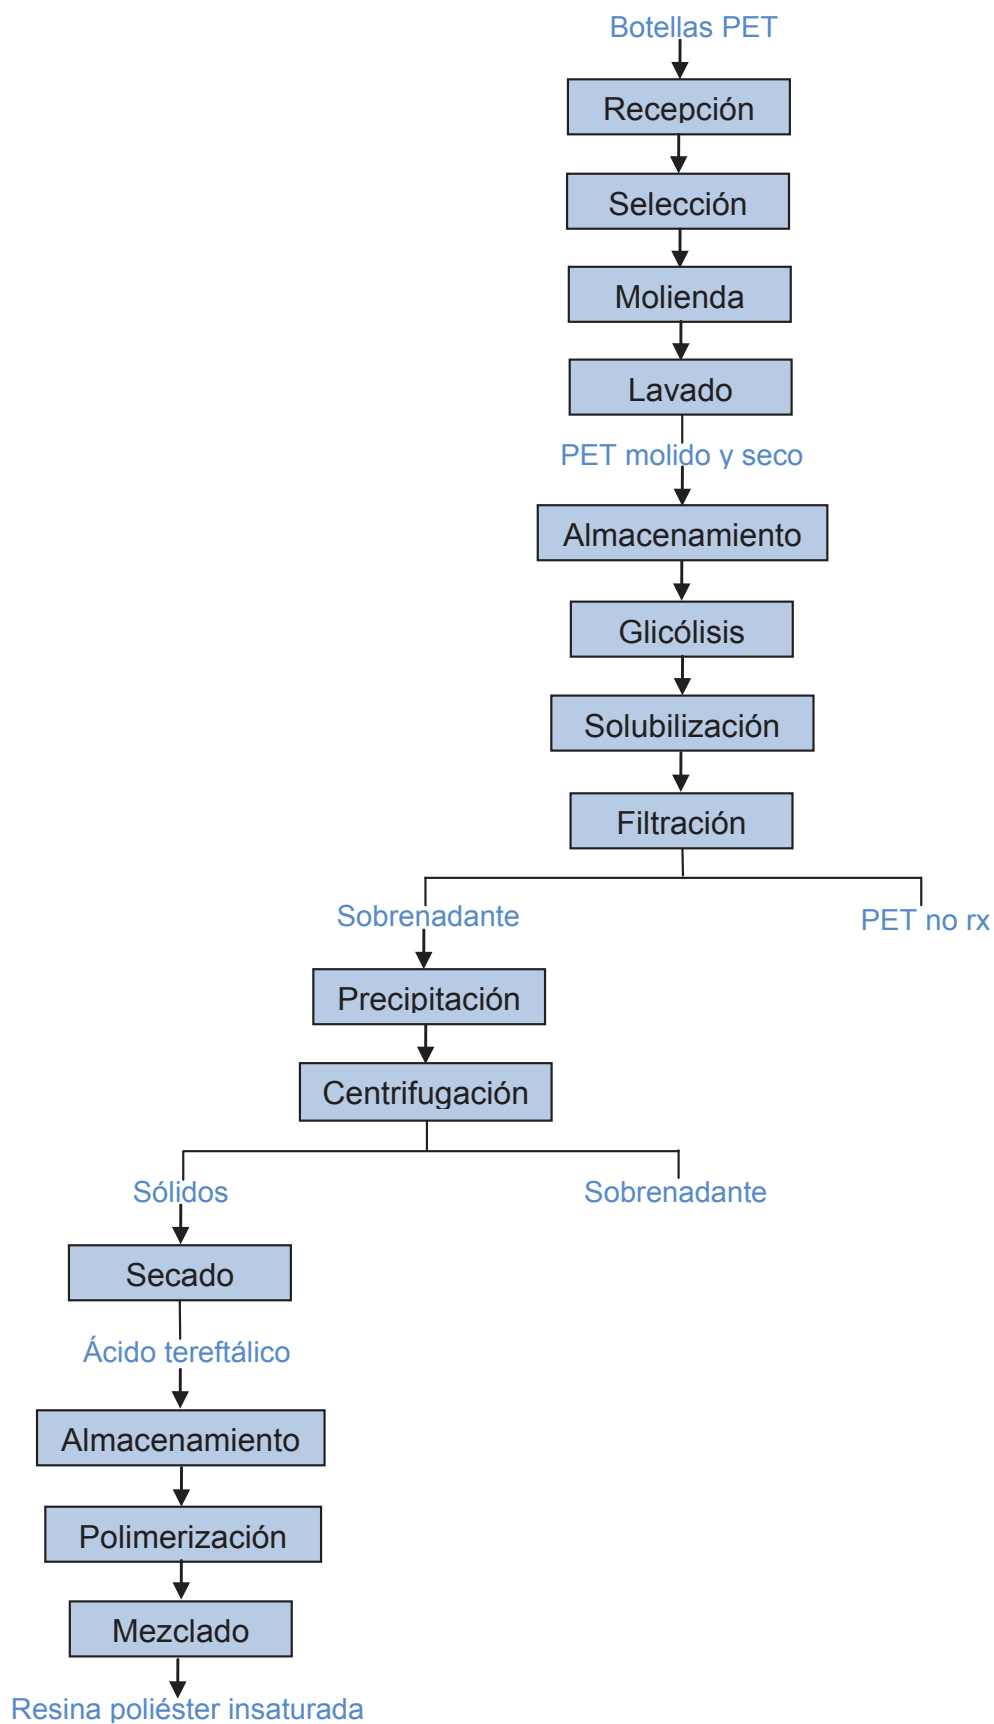 Botellas PET
Recepción
Selección
Molienda
Lavado
PET molido y seco
Almacenamiento
Glicólisis
Solubilización
Filtración
Sobrenadante
PET no rx
Precipitación
Centrifugación
Sólidos
Sobrenadante
Secado
Ácido tereftálico
Almacenamiento
Polimerización
Mezclado
Resina poliéster insaturada